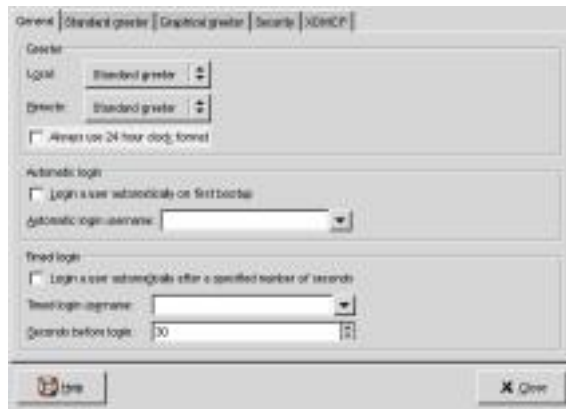 General Standard greeter Graphical greeter Security XDMCP
Greeter
Local: Standard greeter
Remote: Standard greeter
Always use 24 hour clock format
Automatic login
Login a user automatically on first bootup
Automatic login username:
Timed login
Login a user automatically after a specified number of seconds
Timed login username:
Seconds before login: 30
Help Close